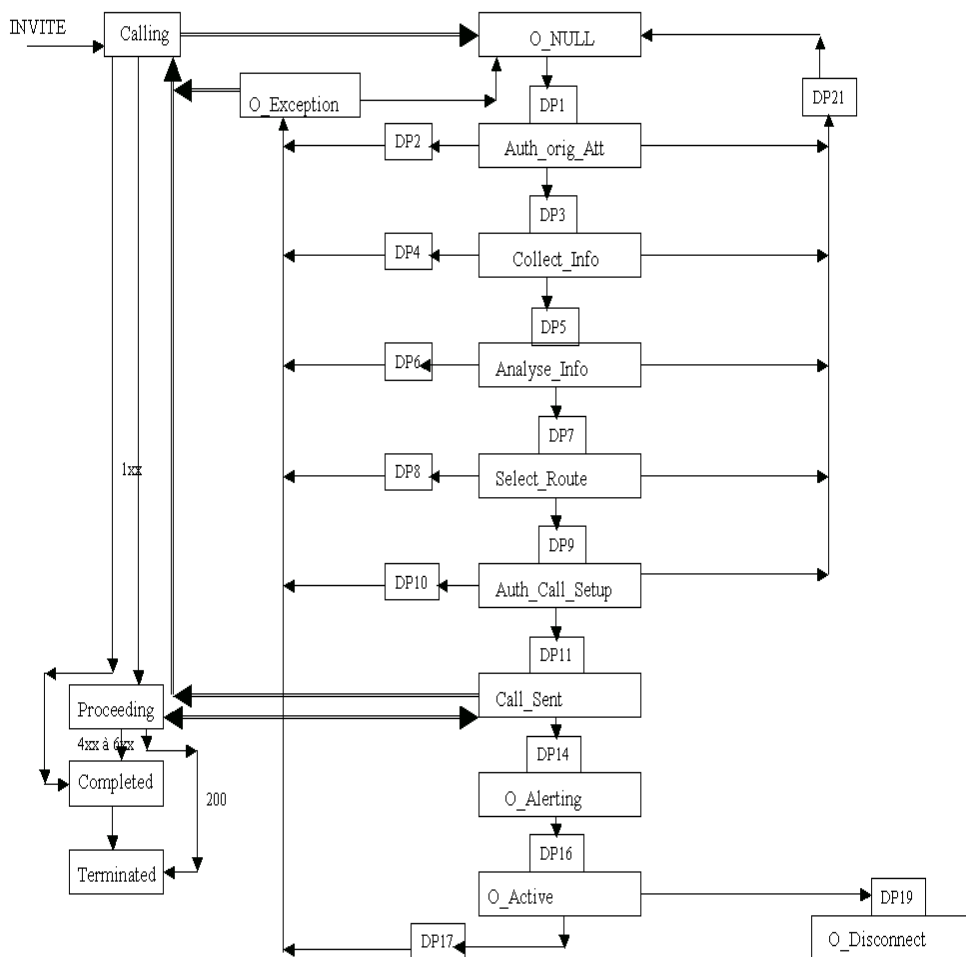 INVITE
Calling
O_NULL
O_Exception
DP1
DP21
DP2
Auth_orig_Att
DP3
DP4
Collect_Info
DP5
DP6
Analyse_Info
DP7
1xx
DP8
Select_Route
DP9
DP10
Auth_Call_Setup
DP11
Proceeding
Call_Sent
4xx à 6xx
DP14
Completed
200
O_Alerting
DP16
Terminated
O_Active
DP19
DP17
O_Disconnect